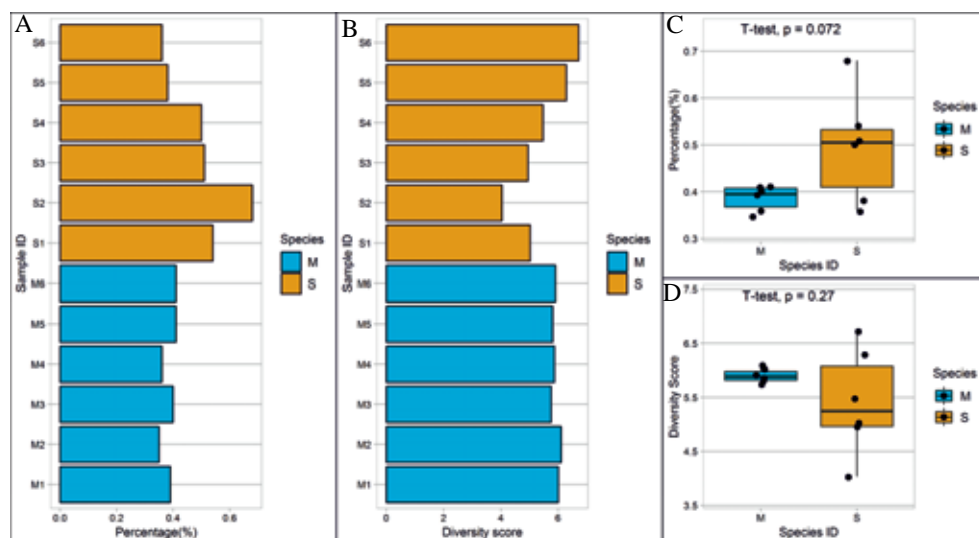 A
S6
S5
S4
S3
S2
S1
M6
M5
M4
M3
M2
M1
Sample ID
0.0 0.2 0.4 0.6
Percentage(%)
Species
M
S
B
S6
S5
S4
S3
S2
S1
M6
M5
M4
M3
M2
M1
Sample ID
0 2 4 6
Diversity score
Species
M
S
C
T-test, p = 0.072
0.7
0.6
0.5
0.4
0.3
Percentage(%)
M S
Species ID
Species
M
S
D
T-test, p = 0.27
7.5
6.5
5.5
4.5
3.5
Diversity Score
M S
Species ID
Species
M
S